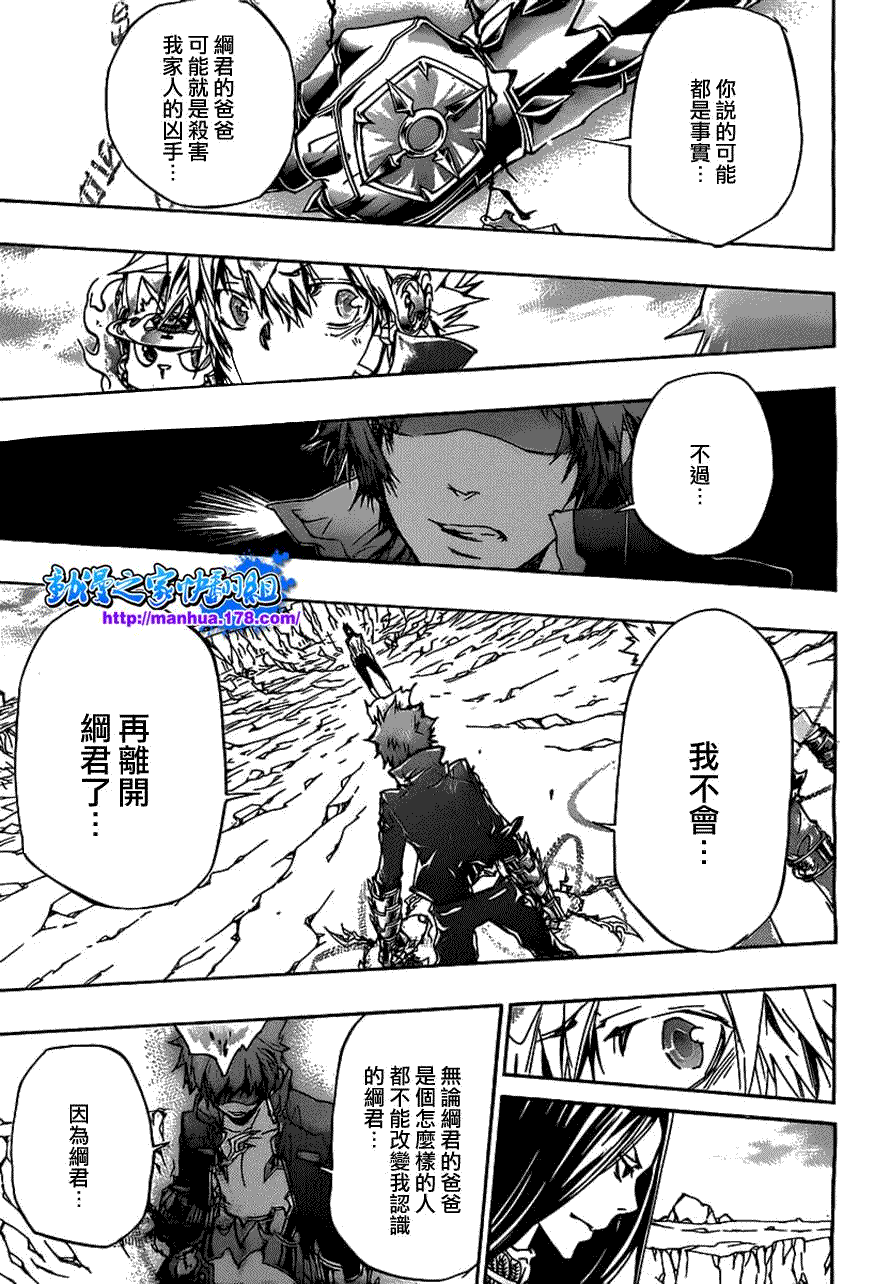 你說的可能
都是事實…
綱君的爸爸
可能就是殺害
我家人的凶手…
不過…
動漫之家快翻組
http://manhua.178.com/
我不會…
再離開
綱君了…
無論綱君的爸爸
是個怎麼樣的人
都不能改變我認識
的綱君…
因為綱君…